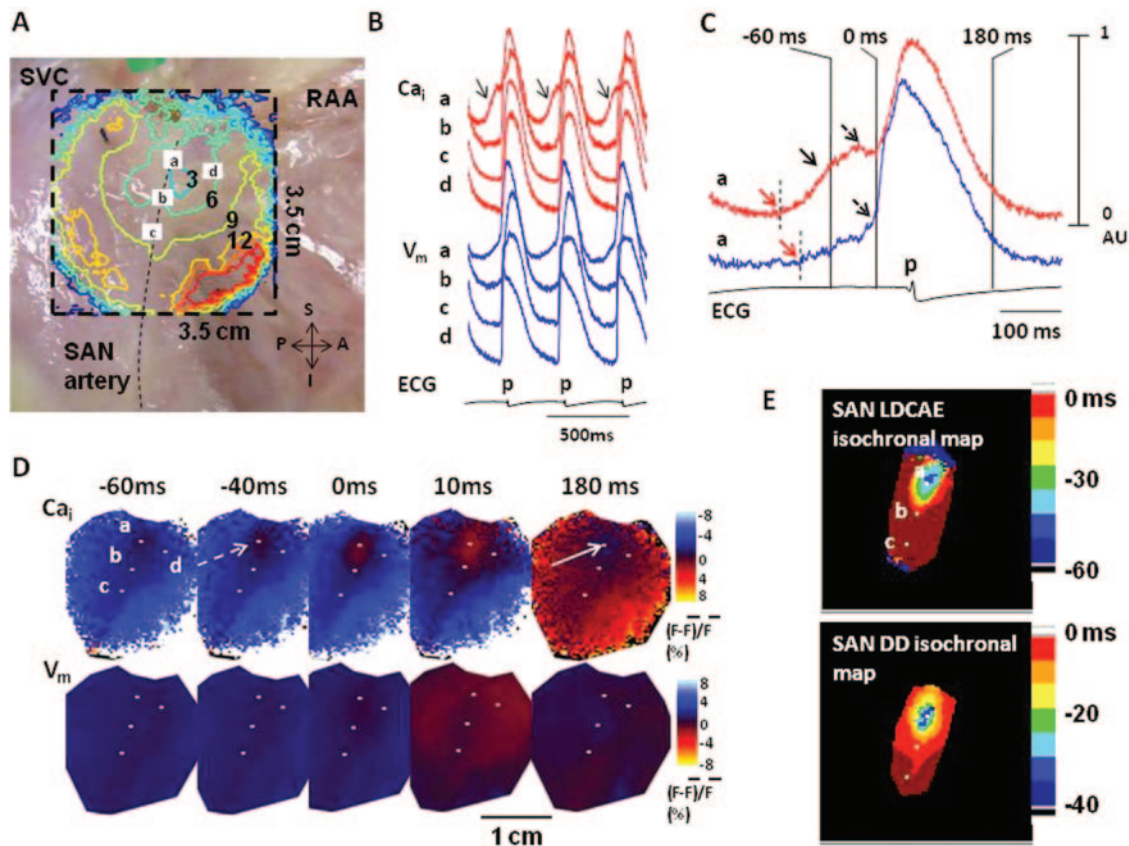 A
SVC
RAA
a
d
3
b
6
c
9
12
3.5 cm
3.5 cm
SAN
artery
S
P A
I
B
Cai
a
b
c
d
Vm
a
b
c
d
ECG
p p p
500ms
C
-60 ms 0 ms 180 ms
1
0
AU
a
a
p
ECG
100 ms
D
-60ms -40ms 0ms 10ms 180 ms
Cai
a
b
d
c
-8
-4
0
4
8
(F-F)/F
(%)
Vm
8
4
0
-4
-8
(F-F)/F
(%)
1 cm
E
SAN LDCAE
isochronal map
b
c
0 ms
-30
-60
SAN DD isochronal
map
0 ms
-20
-40